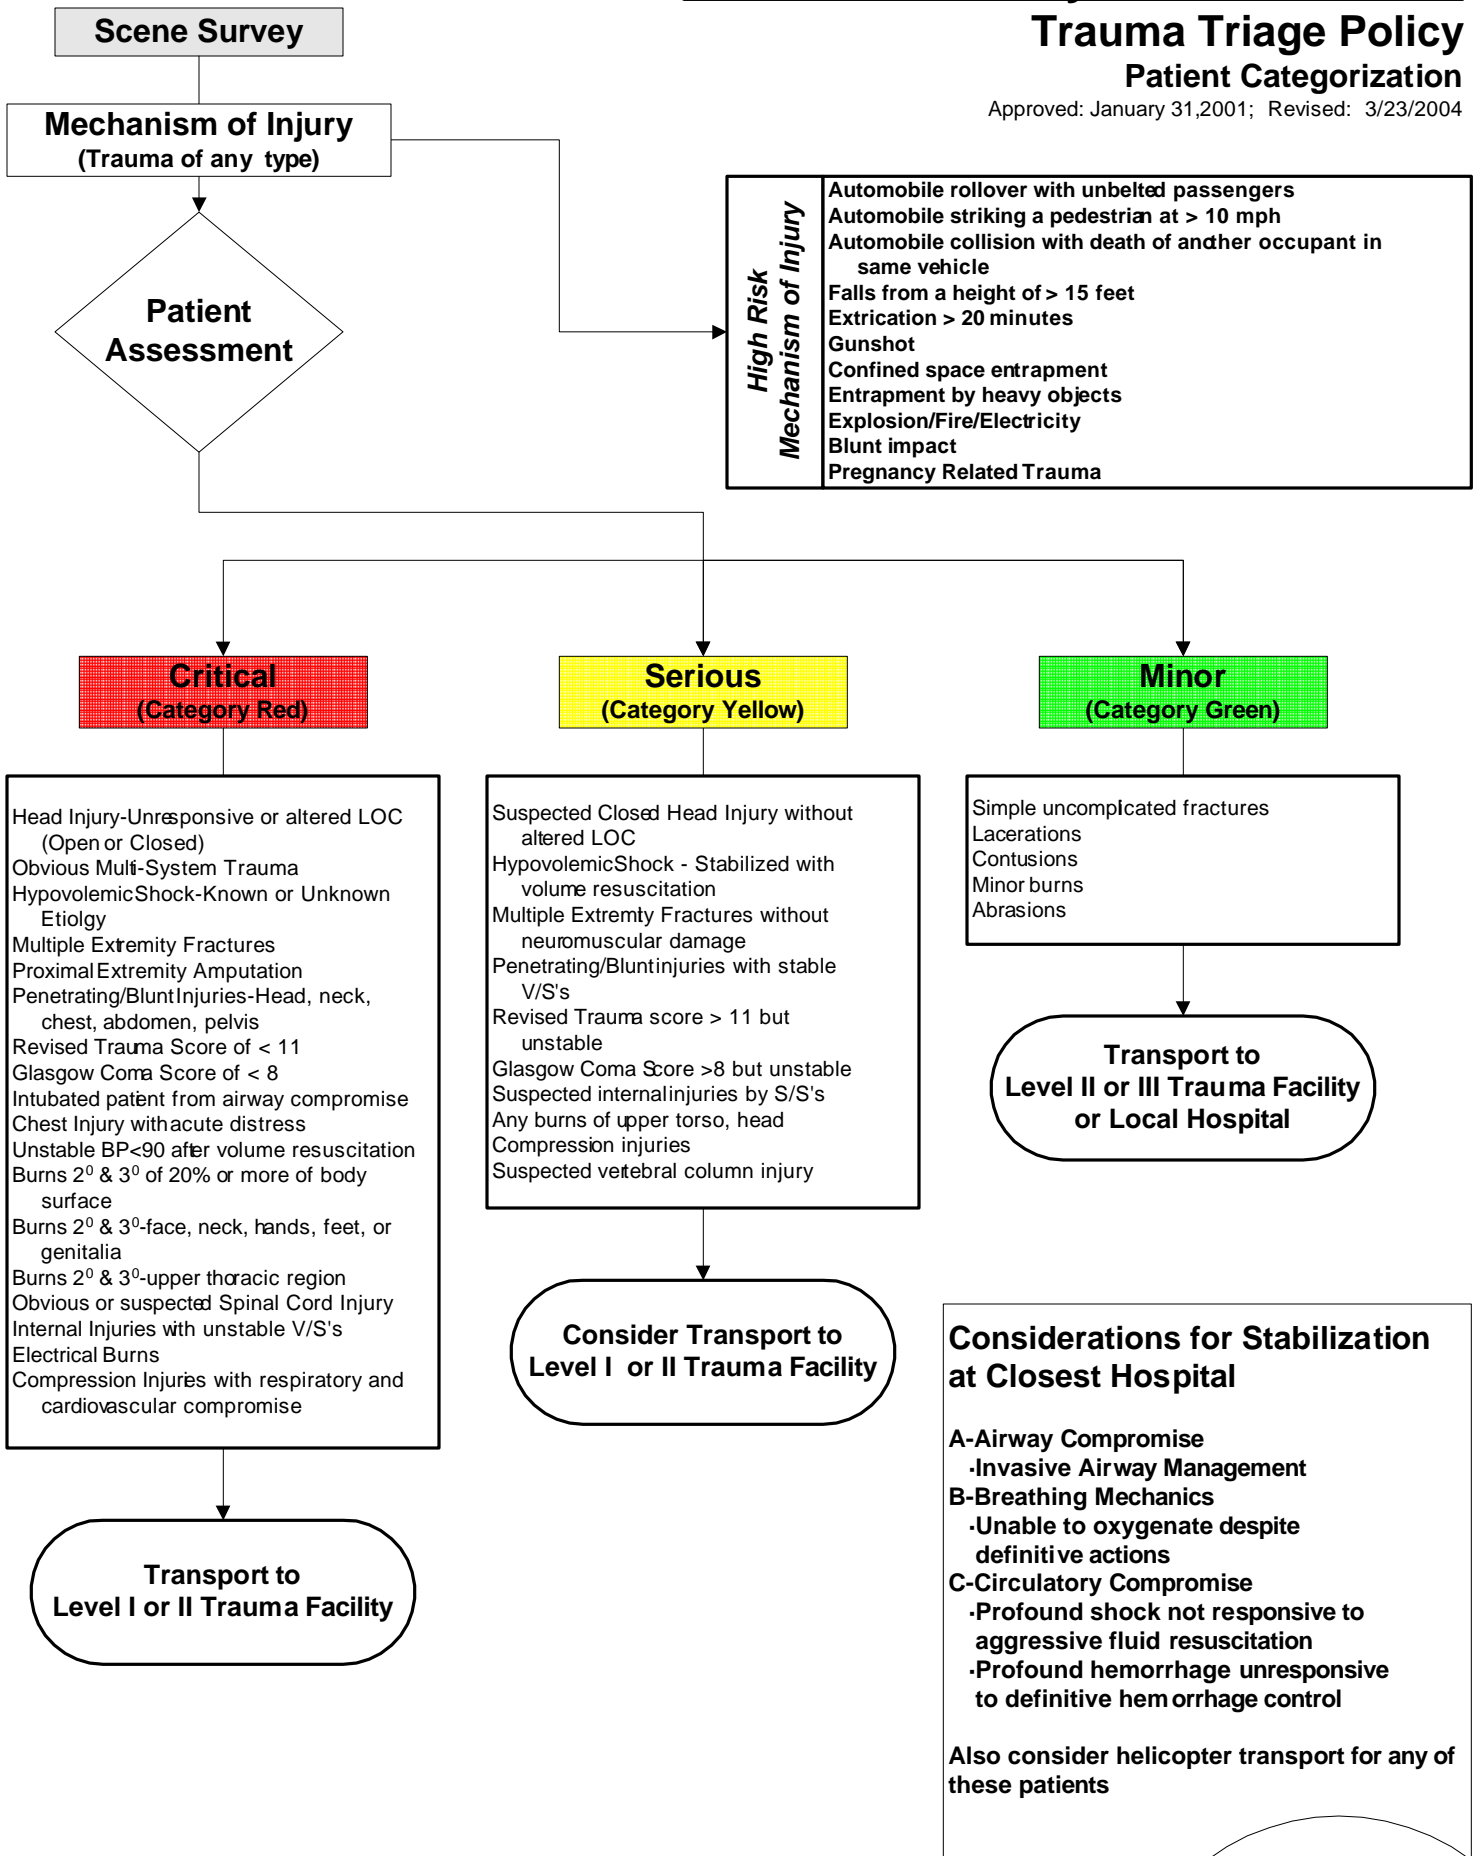 Scene Survey
Trauma Triage Policy
Patient Categorization
Approved: January 31,2001; Revised: 3/23/2004
Mechanism of Injury
(Trauma of any type)
Patient
Assessment
High Risk
Mechanism of Injury
Automobile rollover with unbelted passengers
Automobile striking a pedestrian at > 10 mph
Automobile collision with death of another occupant in
same vehicle
Falls from a height of > 15 feet
Extrication > 20 minutes
Gunshot
Confined space entrapment
Entrapment by heavy objects
Explosion/Fire/Electricity
Blunt impact
Pregnancy Related Trauma
Critical
(Category Red)
Head Injury-Unresponsive or altered LOC
(Open or Closed)
Obvious Multi-System Trauma
Hypovolemic Shock-Known or Unknown
Etiolgy
Multiple Extremity Fractures
Proximal Extremity Amputation
Penetrating/Blunt Injuries-Head, neck,
chest, abdomen, pelvis
Revised Trauma Score of < 11
Glasgow Coma Score of < 8
Intubated patient from airway compromise
Chest Injury with acute distress
Unstable BP<90 after volume resuscitation
Burns 2⁰ & 3⁰ of 20% or more of body
surface
Burns 2⁰ & 3⁰-face, neck, hands, feet, or
genitalia
Burns 2⁰ & 3⁰-upper thoracic region
Obvious or suspected Spinal Cord Injury
Internal Injuries with unstable V/S's
Electrical Burns
Compression Injuries with respiratory and
cardiovascular compromise
Transport to
Level I or II Trauma Facility
Serious
(Category Yellow)
Suspected Closed Head Injury without
altered LOC
Hypovolemic Shock - Stabilized with
volume resuscitation
Multiple Extremity Fractures without
neuromuscular damage
Penetrating/Blunt injuries with stable
V/S's
Revised Trauma score > 11 but
unstable
Glasgow Coma Score >8 but unstable
Suspected internal injuries by S/S's
Any burns of upper torso, head
Compression injuries
Suspected vertebral column injury
Consider Transport to
Level I or II Trauma Facility
Minor
(Category Green)
Simple uncomplicated fractures
Lacerations
Contusions
Minor burns
Abrasions
Transport to
Level II or III Trauma Facility
or Local Hospital
Considerations for Stabilization
at Closest Hospital
A-Airway Compromise
·Invasive Airway Management
B-Breathing Mechanics
·Unable to oxygenate despite
definitive actions
C-Circulatory Compromise
·Profound shock not responsive to
aggressive fluid resuscitation
·Profound hemorrhage unresponsive
to definitive hemorrhage control
Also consider helicopter transport for any of
these patients